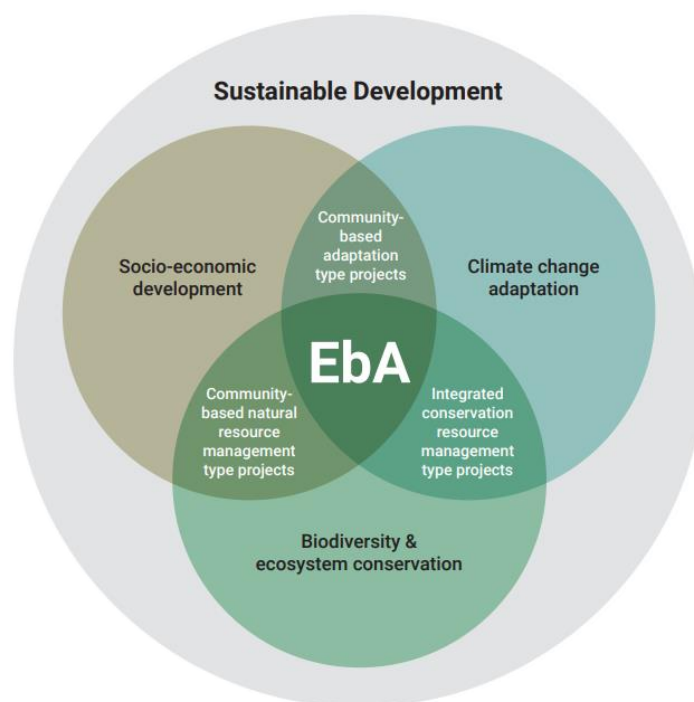 Sustainable Development
Community-
based
adaptation
type projects
Socio-economic
development
Climate change
adaptation
EbA
Community-
based natural
resource
management
type projects
Integrated
conservation
resource
management
type projects
Biodiversity &
ecosystem conservation